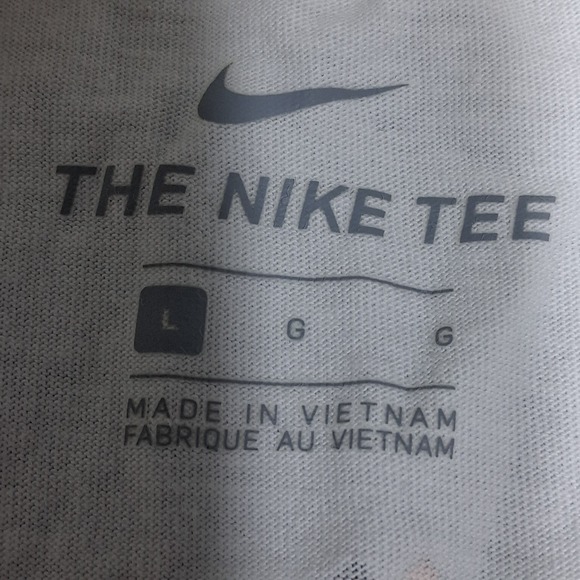 THE NIKE TEE
L G G
MADE IN VIETNAM
FABRIQUE AU VIETNAM